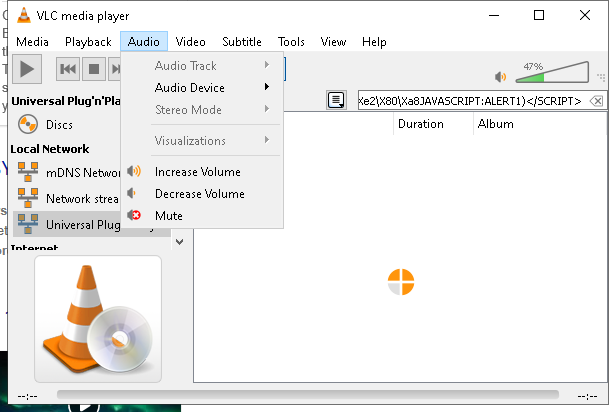 VLC media player
Media Playback Audio Video Subtitle Tools View Help
Audio Track
Audio Device
Stereo Mode
Visualizations
Increase Volume
Decrease Volume
Mute
47%
Universal Plug'n'Pla
Discs
Local Network
mDNS Networ
Network strea
Universal Plug
Internet
Xe2\X80\Xa8JAVASCRIPT:ALERT1)</SCRIPT>
Duration Album
--:-- --:--